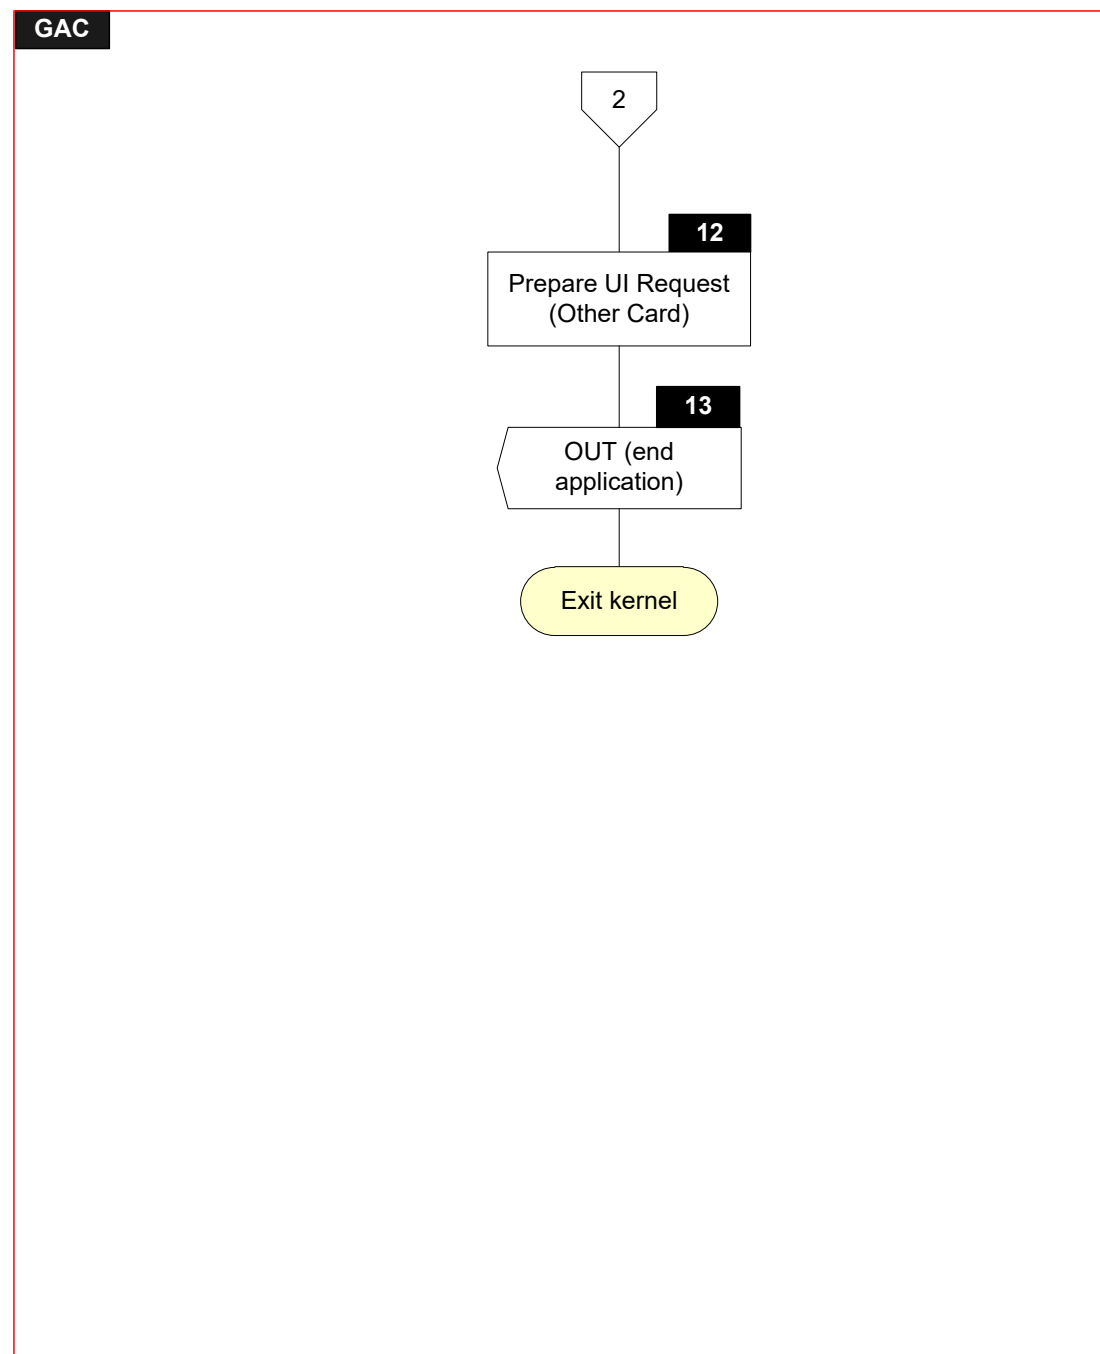 GAC
2
12
Prepare UI Request
(Other Card)
13
OUT (end
application)
Exit kernel